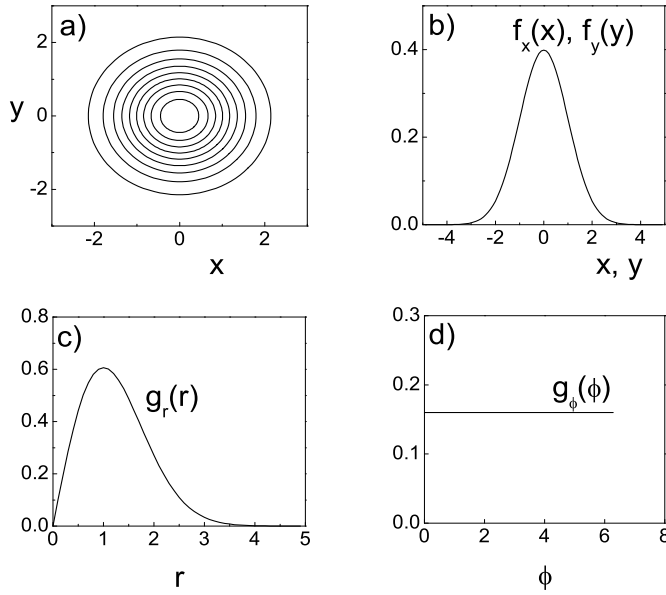 a)
2
0
-2
y
-2 0 2
x
b)
f_x(x), f_y(y)
0.4
0.2
0.0
-4 -2 0 2 4
x, y
c)
0.8
0.6
0.4
0.2
0.0
g_r(r)
0 1 2 3 4 5
r
d)
0.3
0.2
0.1
0.0
g_ϕ(ϕ)
0 2 4 6 8
ϕ